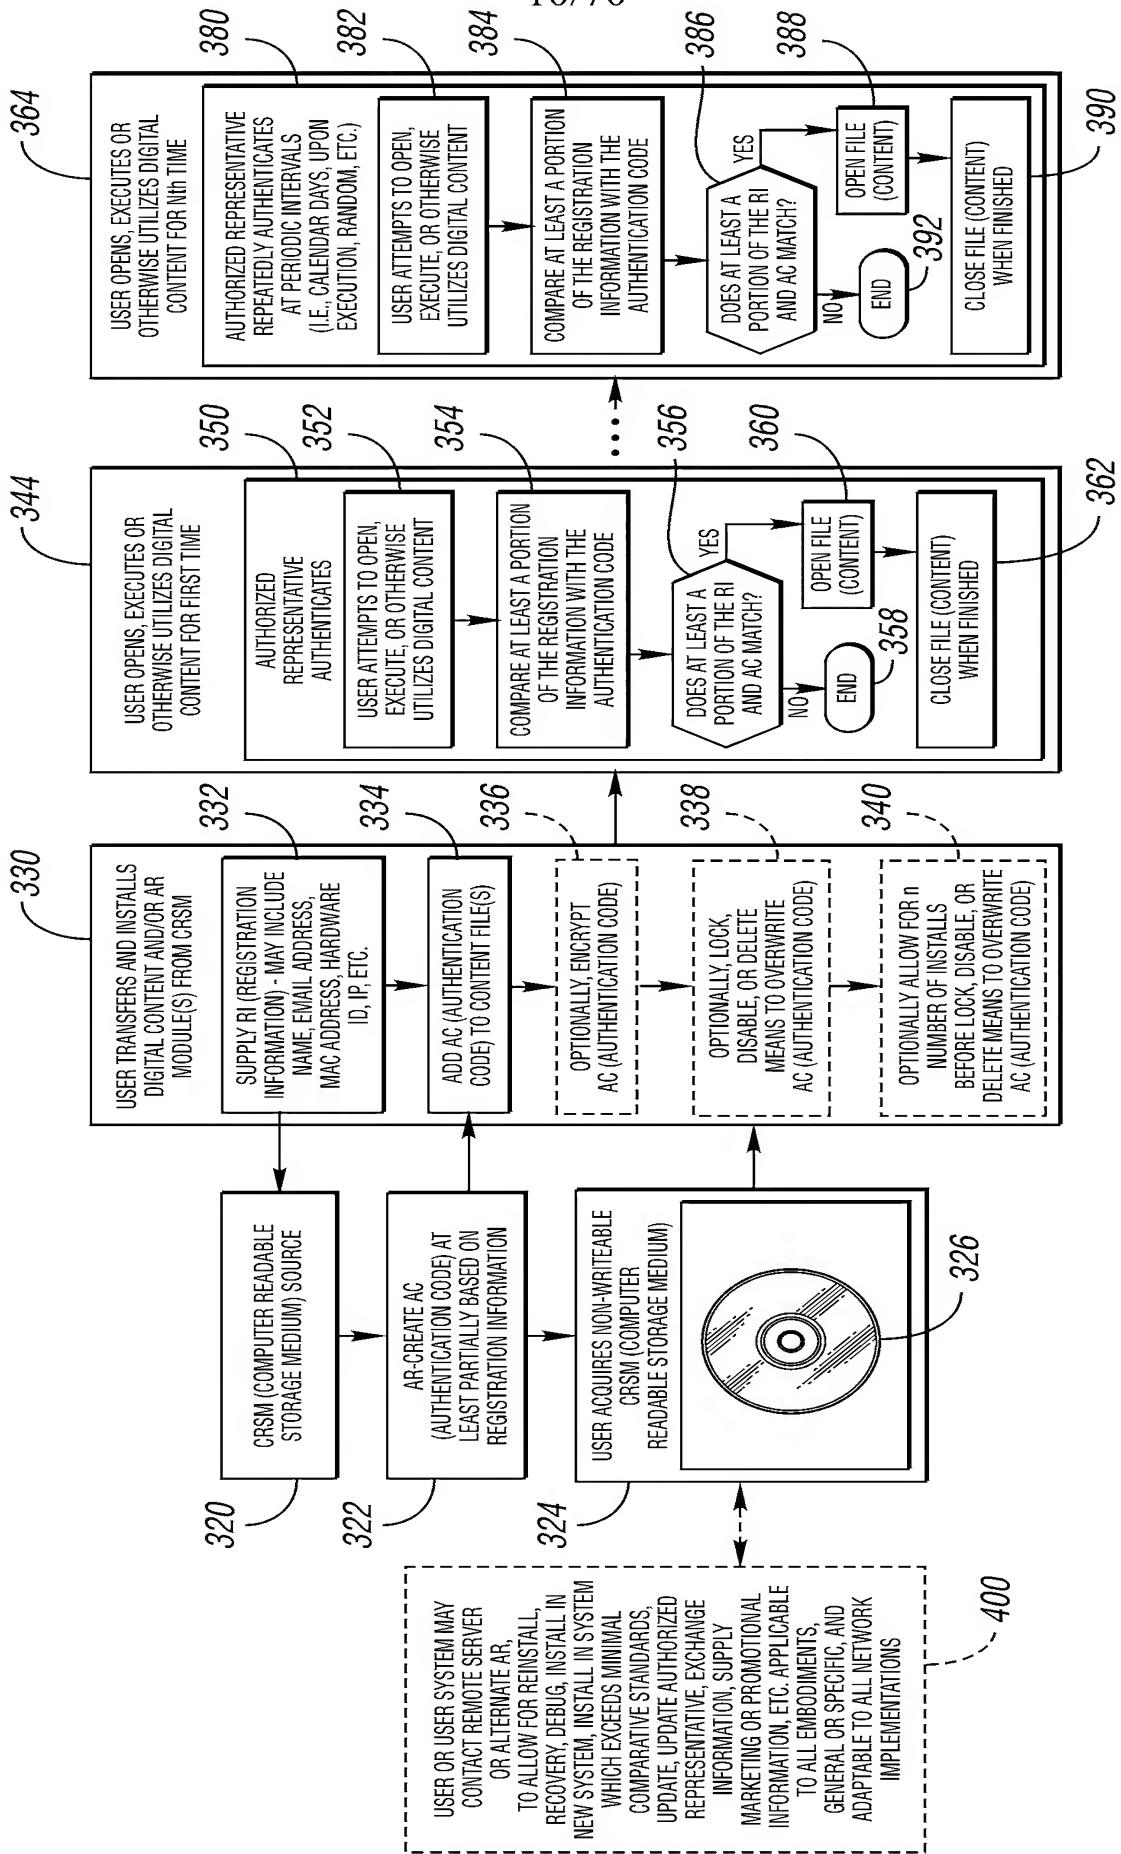 320
CRSM (COMPUTER READABLE
STORAGE MEDIUM) SOURCE
322
AR-CREATE AC
(AUTHENTICATION CODE) AT
LEAST PARTIALLY BASED ON
REGISTRATION INFORMATION
324
USER ACQUIRES NON-WRITEABLE
CRSM (COMPUTER
READABLE STORAGE MEDIUM)
326
USER OR USER SYSTEM MAY
CONTACT REMOTE SERVER
OR ALTERNATE AR,
TO ALLOW FOR REINSTALL,
RECOVERY, DEBUG, INSTALL IN
NEW SYSTEM, INSTALL IN SYSTEM
WHICH EXCEEDS MINIMAL
COMPARATIVE STANDARDS,
UPDATE, UPDATE AUTHORIZED
REPRESENTATIVE, EXCHANGE
INFORMATION, SUPPLY
MARKETING OR PROMOTIONAL
INFORMATION, ETC. APPLICABLE
TO ALL EMBODIMENTS,
GENERAL OR SPECIFIC, AND
ADAPTABLE TO ALL NETWORK
IMPLEMENTATIONS
400
330
USER TRANSFERS AND INSTALLS
DIGITAL CONTENT AND/OR AR
MODULE(S) FROM CRSM
332
SUPPLY RI (REGISTRATION
INFORMATION) - MAY INCLUDE
NAME, EMAIL ADDRESS,
MAC ADDRESS, HARDWARE
ID, IP, ETC.
334
ADD AC (AUTHENTICATION
CODE) TO CONTENT FILE(S)
336
OPTIONALLY, ENCRYPT
AC (AUTHENTICATION CODE)
338
OPTIONALLY, LOCK,
DISABLE, OR DELETE
MEANS TO OVERWRITE
AC (AUTHENTICATION CODE)
340
OPTIONALLY ALLOW FOR n
NUMBER OF INSTALLS
BEFORE LOCK, DISABLE, OR
DELETE MEANS TO OVERWRITE
AC (AUTHENTICATION CODE)
344
USER OPENS, EXECUTES OR
OTHERWISE UTILIZES DIGITAL
CONTENT FOR FIRST TIME
350
AUTHORIZED
REPRESENTATIVE
AUTHENTICATES
352
USER ATTEMPTS TO OPEN,
EXECUTE, OR OTHERWISE
UTILIZES DIGITAL CONTENT
354
COMPARE AT LEAST A PORTION
OF THE REGISTRATION
INFORMATION WITH THE
AUTHENTICATION CODE
356
DOES AT LEAST A
PORTION OF THE RI
AND AC MATCH?
YES
NO
360
OPEN FILE
(CONTENT)
END
358
362
CLOSE FILE (CONTENT)
WHEN FINISHED
364
USER OPENS, EXECUTES OR
OTHERWISE UTILIZES DIGITAL
CONTENT FOR Nth TIME
380
AUTHORIZED REPRESENTATIVE
REPEATEDLY AUTHENTICATES
AT PERIODIC INTERVALS
(I.E., CALENDAR DAYS, UPON
EXECUTION, RANDOM, ETC.)
382
USER ATTEMPTS TO OPEN,
EXECUTE, OR OTHERWISE
UTILIZES DIGITAL CONTENT
384
COMPARE AT LEAST A PORTION
OF THE REGISTRATION
INFORMATION WITH THE
AUTHENTICATION CODE
386
DOES AT LEAST A
PORTION OF THE RI
AND AC MATCH?
YES
NO
388
OPEN FILE
(CONTENT)
END
392
390
CLOSE FILE (CONTENT)
WHEN FINISHED